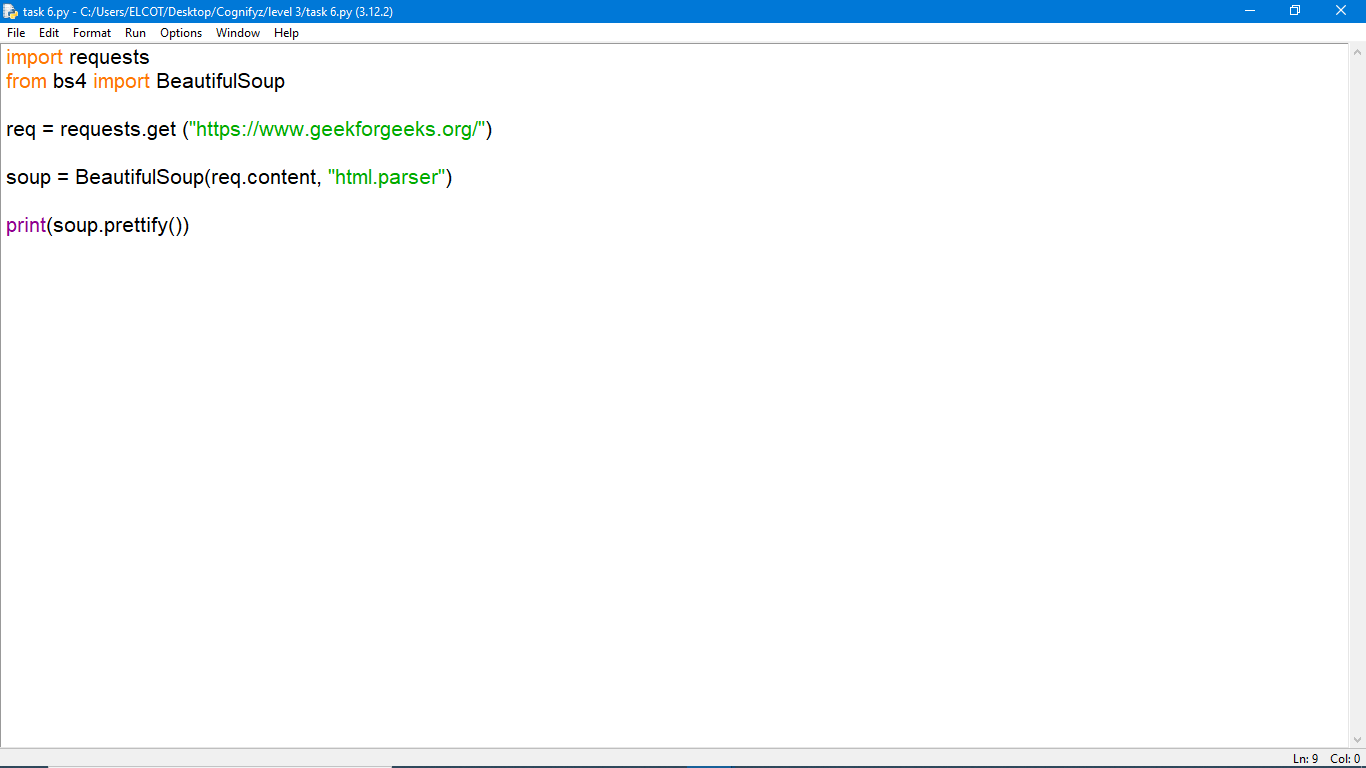 task 6.py - C:/Users/ELCOT/Desktop/Cognifyz/level 3/task 6.py (3.12.2)
File Edit Format Run Options Window Help
import requests
from bs4 import BeautifulSoup
req = requests.get ("https://www.geekforgeeks.org/")
soup = BeautifulSoup(req.content, "html.parser")
print(soup.prettify())
Ln: 9 Col: 0